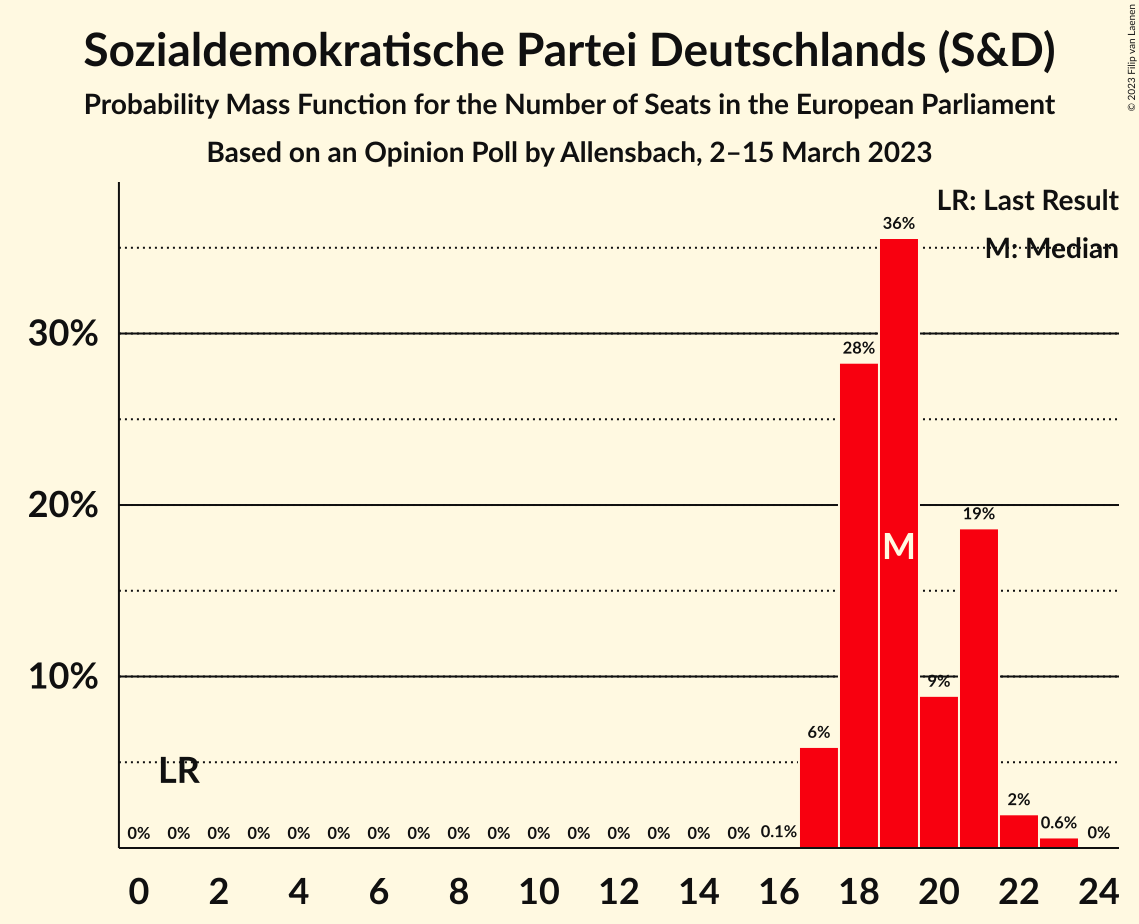 Sozialdemokratische Partei Deutschlands (S&D)
Probability Mass Function for the Number of Seats in the European Parliament
Based on an Opinion Poll by Allensbach, 2–15 March 2023
© 2023 Filip van Laenen
LR: Last Result
M: Median
36%
30%
28%
20%
19%
M
10%
9%
6%
LR
2%
0% 0% 0% 0% 0% 0% 0% 0% 0% 0% 0% 0% 0% 0% 0% 0% 0.1% 0.6% 0%
0 2 4 6 8 10 12 14 16 18 20 22 24